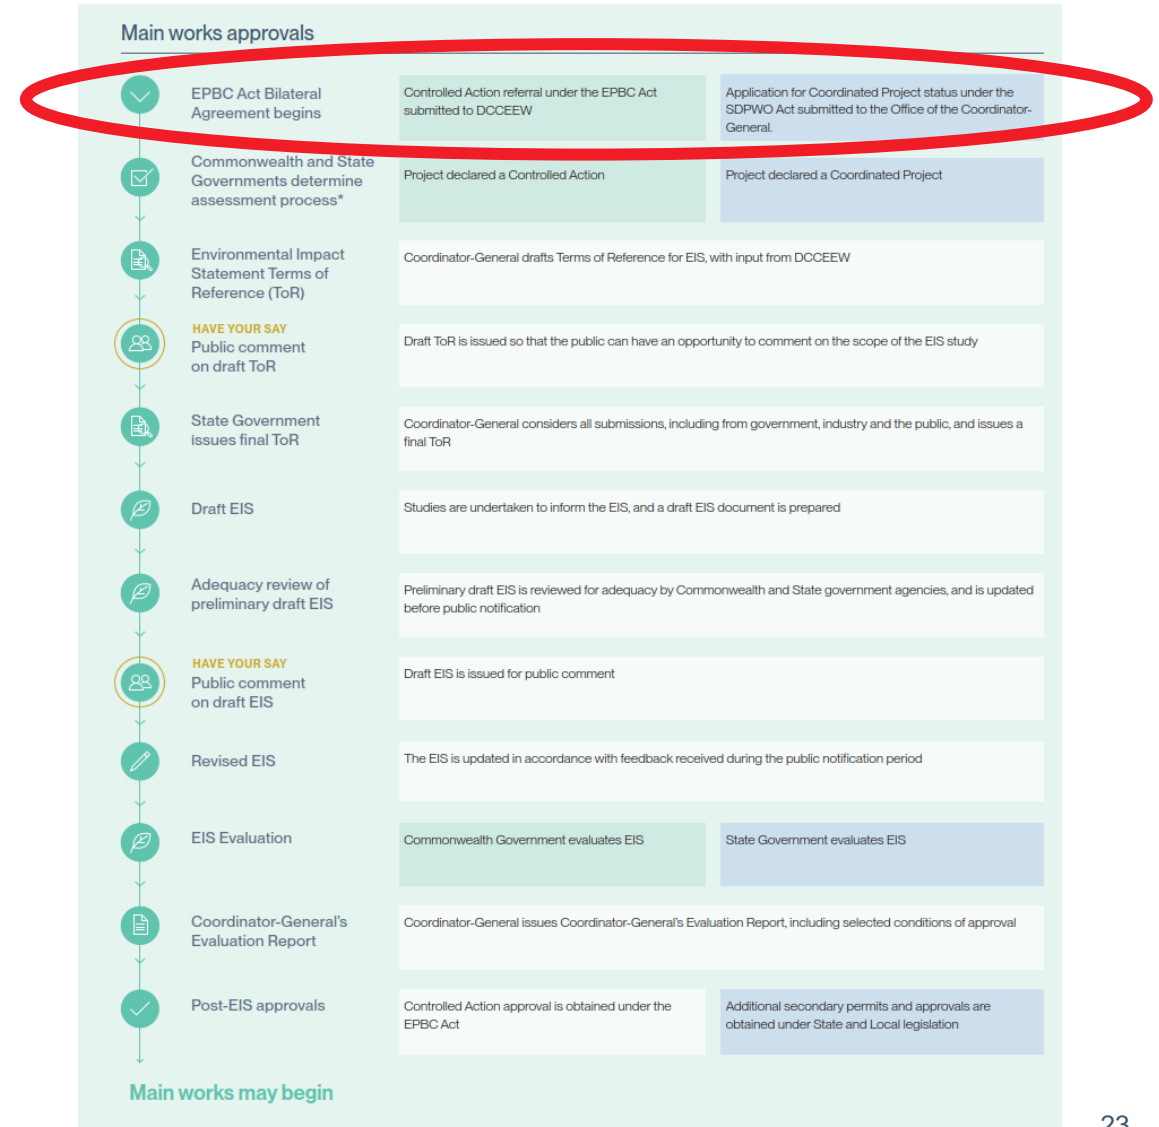 Main works approvals
EPBC Act Bilateral
Agreement begins
Controlled Action referral under the EPBC Act
submitted to DCCEEW
Application for Coordinated Project status under the
SDPWO Act submitted to the Office of the Coordinator-
General.
Commonwealth and State
Governments determine
assessment process*
Project declared a Controlled Action
Project declared a Coordinated Project
Environmental Impact
Statement Terms of
Reference (ToR)
Coordinator-General drafts Terms of Reference for EIS, with input from DCCEEW
HAVE YOUR SAY
Public comment
on draft ToR
Draft ToR is issued so that the public can have an opportunity to comment on the scope of the EIS study
State Government
issues final ToR
Coordinator-General considers all submissions, including from government, industry and the public, and issues a
final ToR
Draft EIS
Studies are undertaken to inform the EIS, and a draft EIS document is prepared
Adequacy review of
preliminary draft EIS
Preliminary draft EIS is reviewed for adequacy by Commonwealth and State government agencies, and is updated
before public notification
HAVE YOUR SAY
Public comment
on draft EIS
Draft EIS is issued for public comment
Revised EIS
The EIS is updated in accordance with feedback received during the public notification period
EIS Evaluation
Commonwealth Government evaluates EIS
State Government evaluates EIS
Coordinator-General's
Evaluation Report
Coordinator-General issues Coordinator-General's Evaluation Report, including selected conditions of approval
Post-EIS approvals
Controlled Action approval is obtained under the
EPBC Act
Additional secondary permits and approvals are
obtained under State and Local legislation
Main works may begin
23